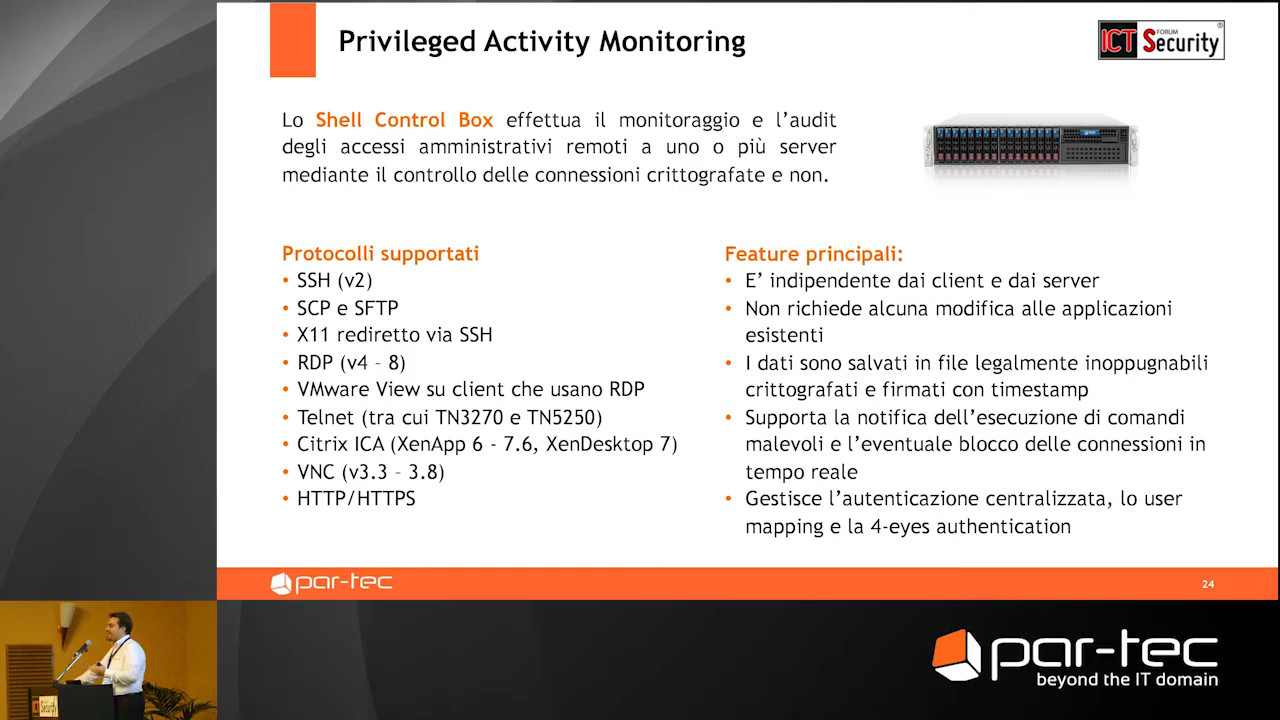 Privileged Activity Monitoring
ICT FORUM Security ®
Lo Shell Control Box effettua il monitoraggio e l'audit
degli accessi amministrativi remoti a uno o più server
mediante il controllo delle connessioni crittografate e non.
Protocolli supportati
• SSH (v2)
• SCP e SFTP
• X11 rediretto via SSH
• RDP (v4 – 8)
• VMware View su client che usano RDP
• Telnet (tra cui TN3270 e TN5250)
• Citrix ICA (XenApp 6 - 7.6, XenDesktop 7)
• VNC (v3.3 – 3.8)
• HTTP/HTTPS
Feature principali:
• E' indipendente dai client e dai server
• Non richiede alcuna modifica alle applicazioni
esistenti
• I dati sono salvati in file legalmente inoppugnabili
crittografati e firmati con timestamp
• Supporta la notifica dell'esecuzione di comandi
malevoli e l'eventuale blocco delle connessioni in
tempo reale
• Gestisce l'autenticazione centralizzata, lo user
mapping e la 4-eyes authentication
par-tec
24
ICT Security
par-tec
beyond the IT domain